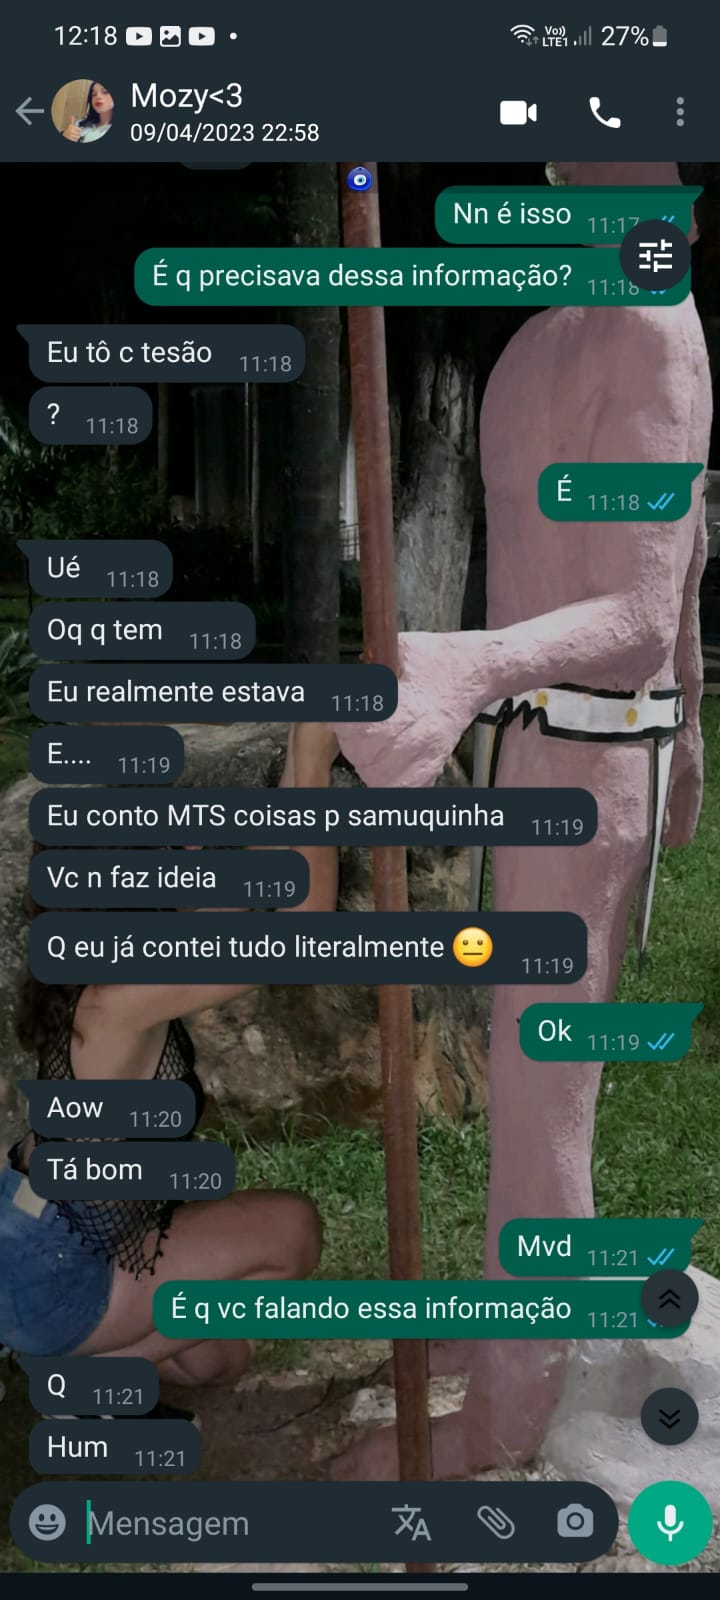 12:18
Vo))
LTE1
27%
Mozy<3
09/04/2023 22:58
Nn é isso 11:17
É q precisava dessa informação? 11:18
Eu tô c tesão 11:18
? 11:18
É 11:18
Ué 11:18
Oq q tem 11:18
Eu realmente estava 11:18
E.... 11:19
Eu conto MTS coisas p samuquinha 11:19
Vc n faz ideia 11:19
Q eu já contei tudo literalmente 😐 11:19
Ok 11:19
Aow 11:20
Tá bom 11:20
Mvd 11:21
É q vc falando essa informação 11:21
Q 11:21
Hum 11:21
Mensagem